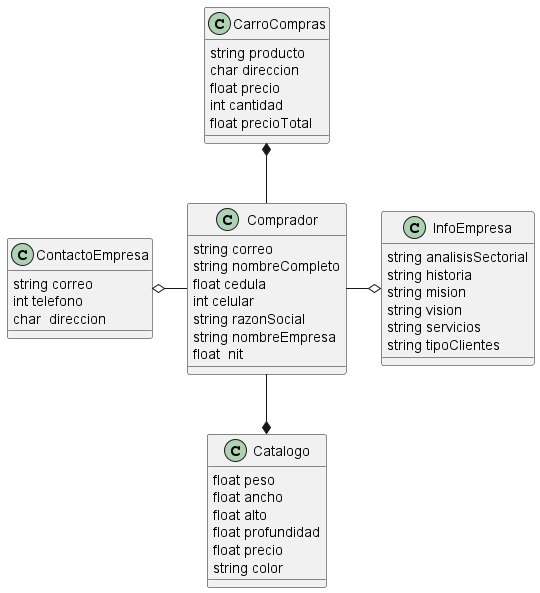 C CarroCompras
string producto
char direccion
float precio
int cantidad
float precioTotal
C ContactoEmpresa
string correo
int telefono
char  direccion
C Comprador
string correo
string nombreCompleto
float cedula
int celular
string razonSocial
string nombreEmpresa
float  nit
C InfoEmpresa
string analisisSectorial
string historia
string mision
string vision
string servicios
string tipoClientes
C Catalogo
float peso
float ancho
float alto
float profundidad
float precio
string color